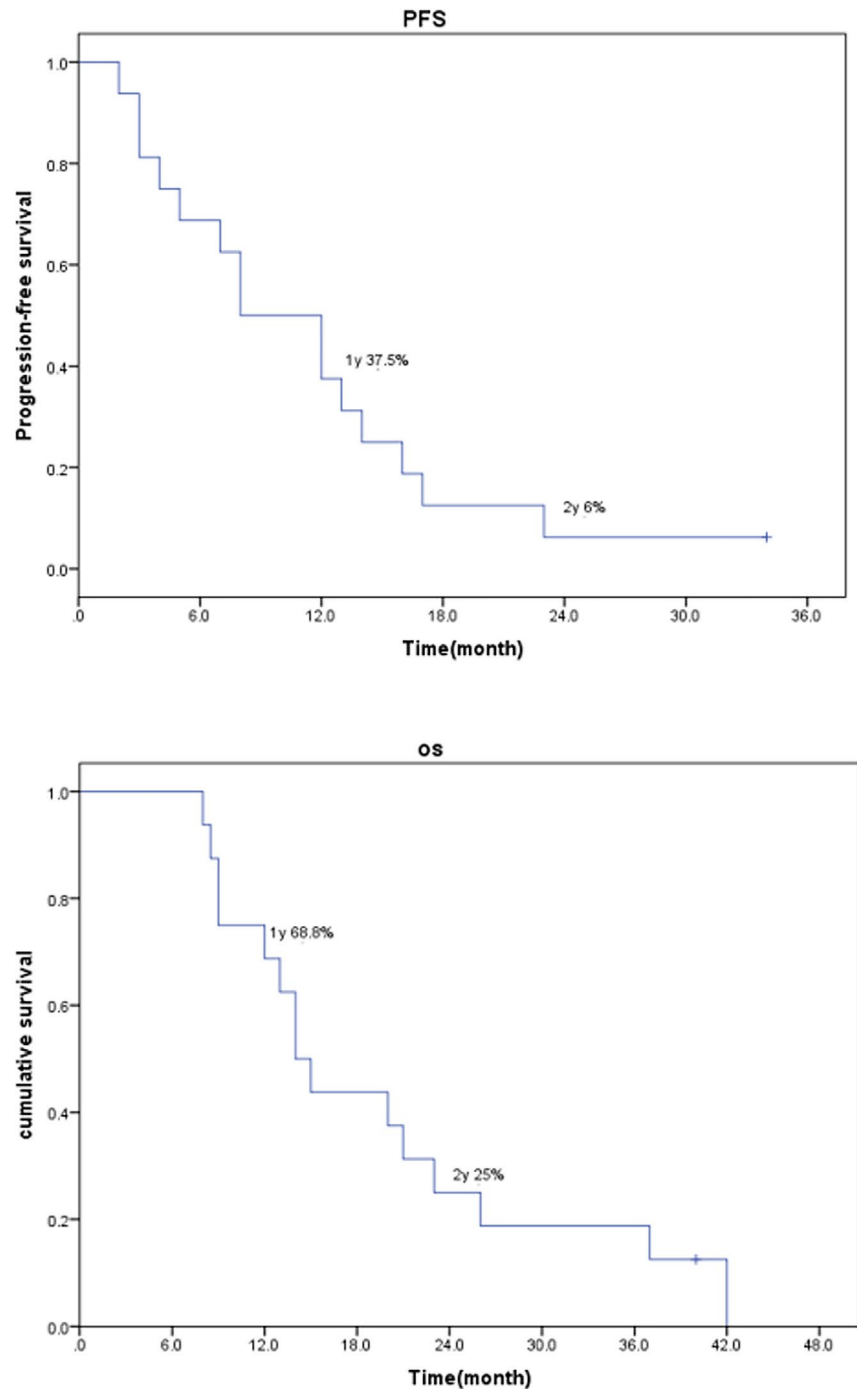 PFS
1.0
0.8
0.6
0.4
0.2
0.0
Progression-free survival
1y 37.5%
2y 6%
.0 6.0 12.0 18.0 24.0 30.0 36.0
Time(month)
os
1.0
0.8
0.6
0.4
0.2
0.0
cumulative survival
1y 68.8%
2y 25%
.0 6.0 12.0 18.0 24.0 30.0 36.0 42.0 48.0
Time(month)